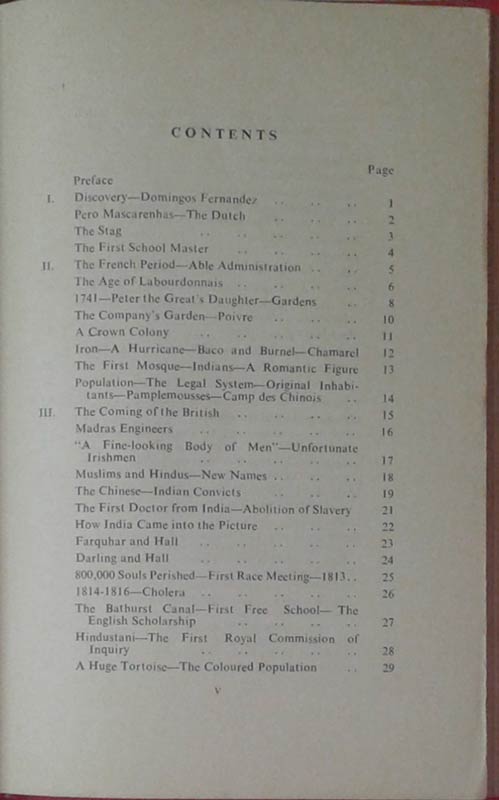 CONTENTS
Page
Preface
I. Discovery—Domingos Fernandez .. .. .. 1
Pero Mascarenhas—The Dutch .. .. .. 2
The Stag .. .. .. .. 3
The First School Master .. .. .. 4
II. The French Period—Able Administration .. .. 5
The Age of Labourdonnais .. .. .. 6
1741—Peter the Great's Daughter—Gardens .. 8
The Company's Garden—Poivre .. .. 10
A Crown Colony .. .. .. .. 11
Iron—A Hurricane—Baco and Burnel—Chamarel 12
The First Mosque—Indians—A Romantic Figure 13
Population—The Legal System—Original Inhabi-
tants—Pamplemousses—Camp des Chinois .. 14
III. The Coming of the British .. .. .. .. 15
Madras Engineers .. .. .. .. 16
"A Fine-looking Body of Men"—Unfortunate
Irishmen .. .. .. .. .. 17
Muslims and Hindus—New Names .. .. .. 18
The Chinese—Indian Convicts .. .. .. 19
The First Doctor from India—Abolition of Slavery 21
How India Came into the Picture .. .. 22
Farquhar and Hall .. .. .. .. .. 23
Darling and Hall .. .. .. .. .. 24
800,000 Souls Perished—First Race Meeting—1813.. 25
1814-1816—Cholera .. .. .. .. .. 26
The Bathurst Canal—First Free School— The
English Scholarship .. .. .. .. 27
Hindustani—The First Royal Commission of
Inquiry .. .. .. .. .. 28
A Huge Tortoise—The Coloured Population .. 29
V